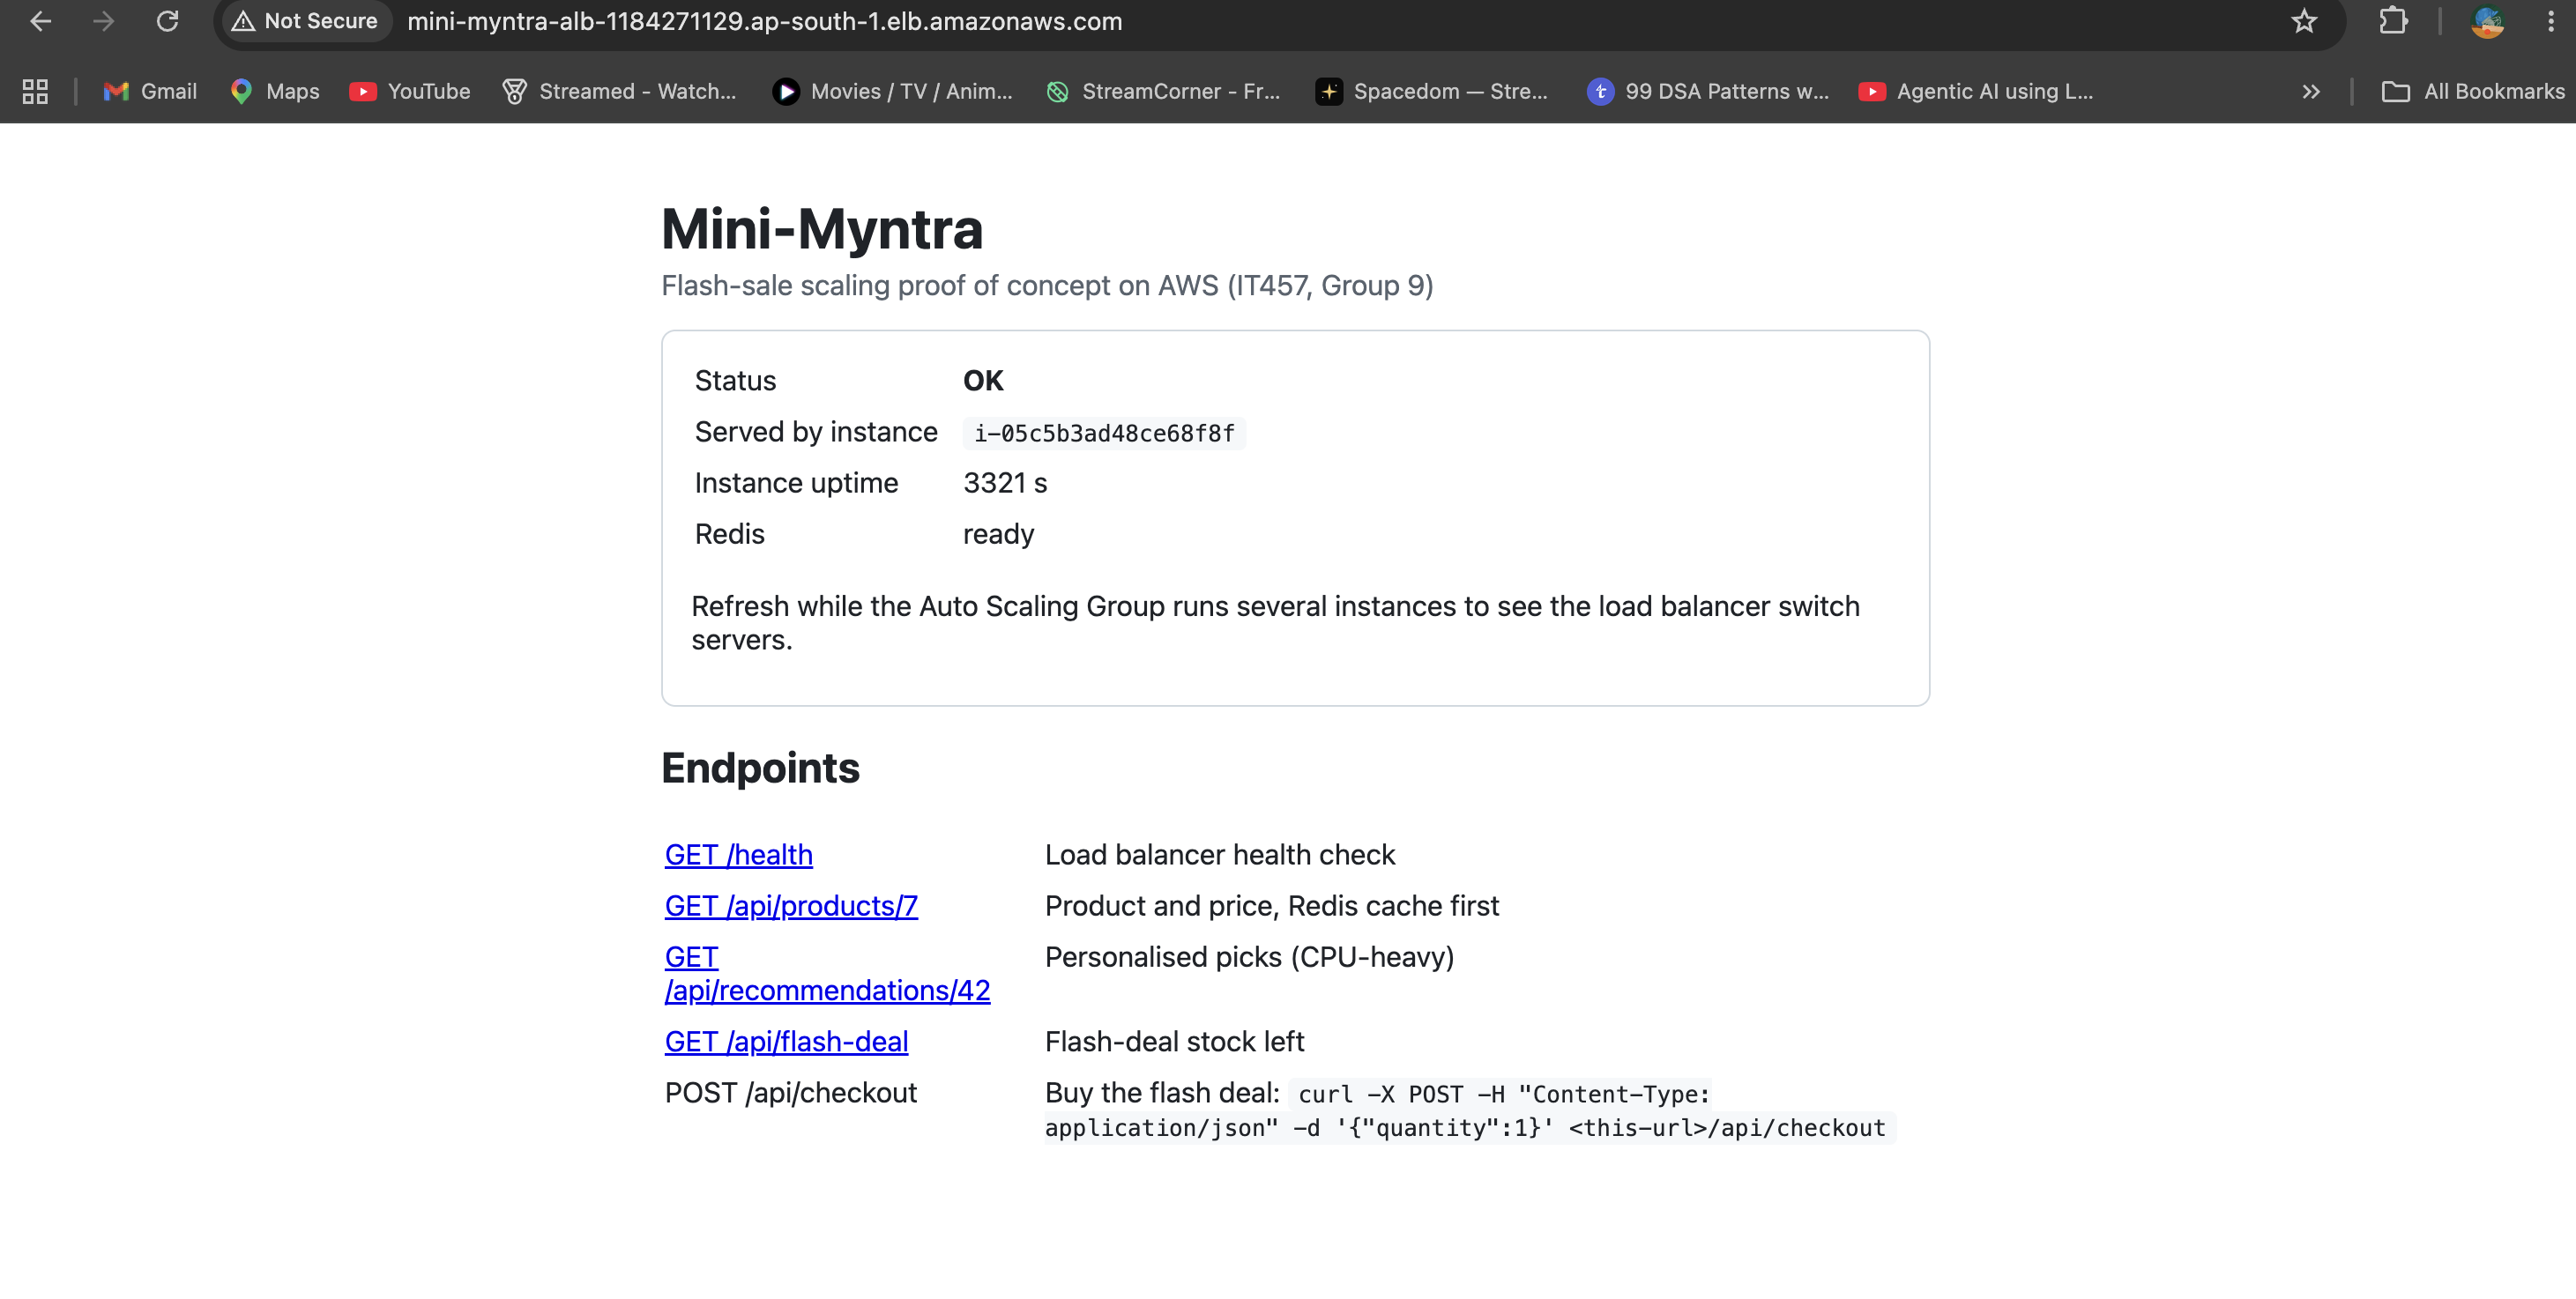 Not Secure mini-myntra-alb-1184271129.ap-south-1.elb.amazonaws.com
Gmail Maps YouTube Streamed - Watch... Movies / TV / Anim... StreamCorner - Fr... Spacedom — Stre... 99 DSA Patterns w... Agentic AI using L... All Bookmarks
Mini-Myntra
Flash-sale scaling proof of concept on AWS (IT457, Group 9)
Status OK
Served by instance i-05c5b3ad48ce68f8f
Instance uptime 3321 s
Redis ready
Refresh while the Auto Scaling Group runs several instances to see the load balancer switch
servers.
Endpoints
GET /health Load balancer health check
GET /api/products/7 Product and price, Redis cache first
GET Personalised picks (CPU-heavy)
/api/recommendations/42
GET /api/flash-deal Flash-deal stock left
POST /api/checkout Buy the flash deal: curl -X POST -H "Content-Type:
application/json" -d '{"quantity":1}' <this-url>/api/checkout